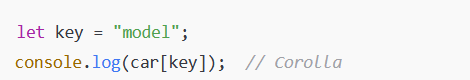 let key = "model";
console.log(car[key]);  // Corolla